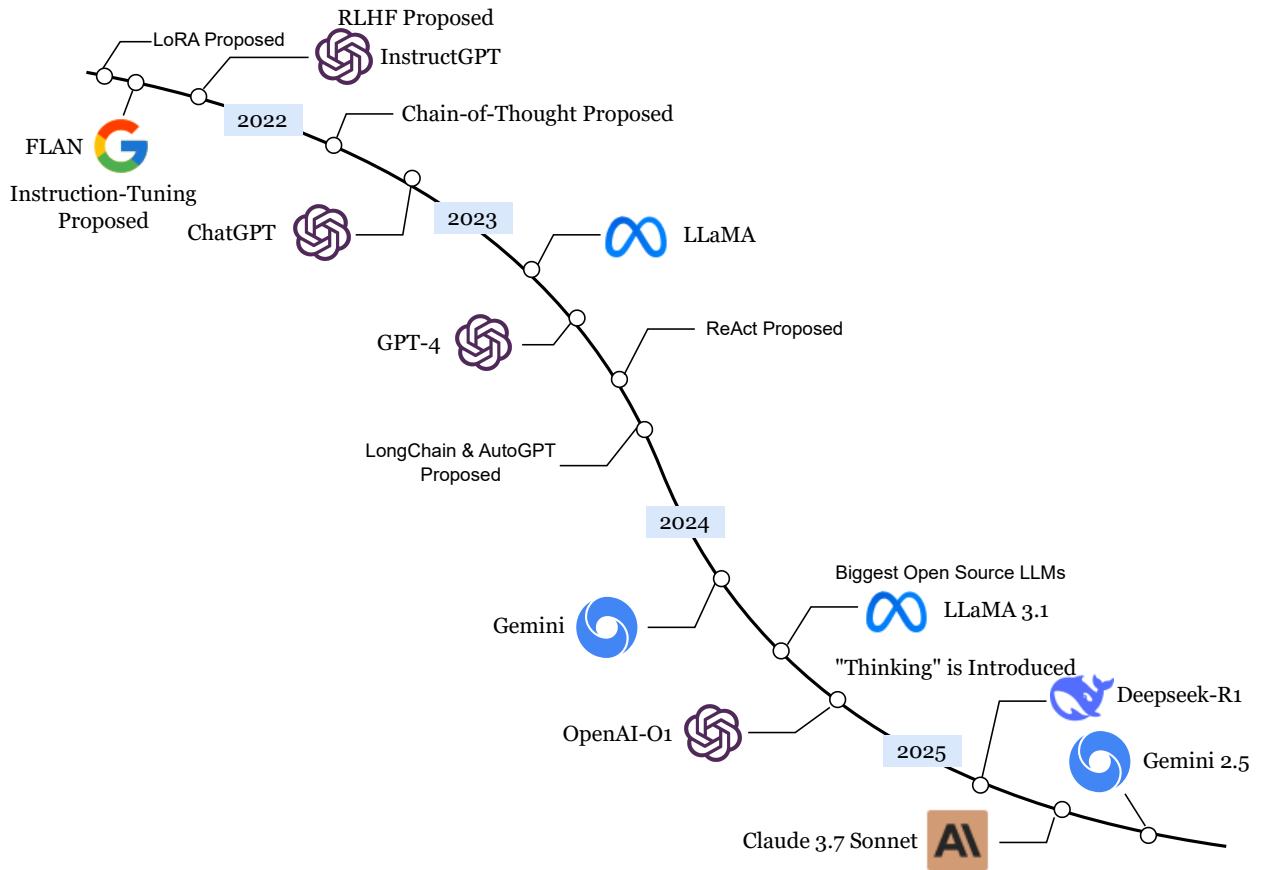 RLHF Proposed
LoRA Proposed
InstructGPT
2022
Chain-of-Thought Proposed
FLAN
Instruction-Tuning
Proposed
2023
ChatGPT
LLaMA
ReAct Proposed
GPT-4
LongChain & AutoGPT
Proposed
2024
Biggest Open Source LLMs
LLaMA 3.1
Gemini
"Thinking" is Introduced
Deepseek-R1
OpenAI-O1
2025
Gemini 2.5
Claude 3.7 Sonnet